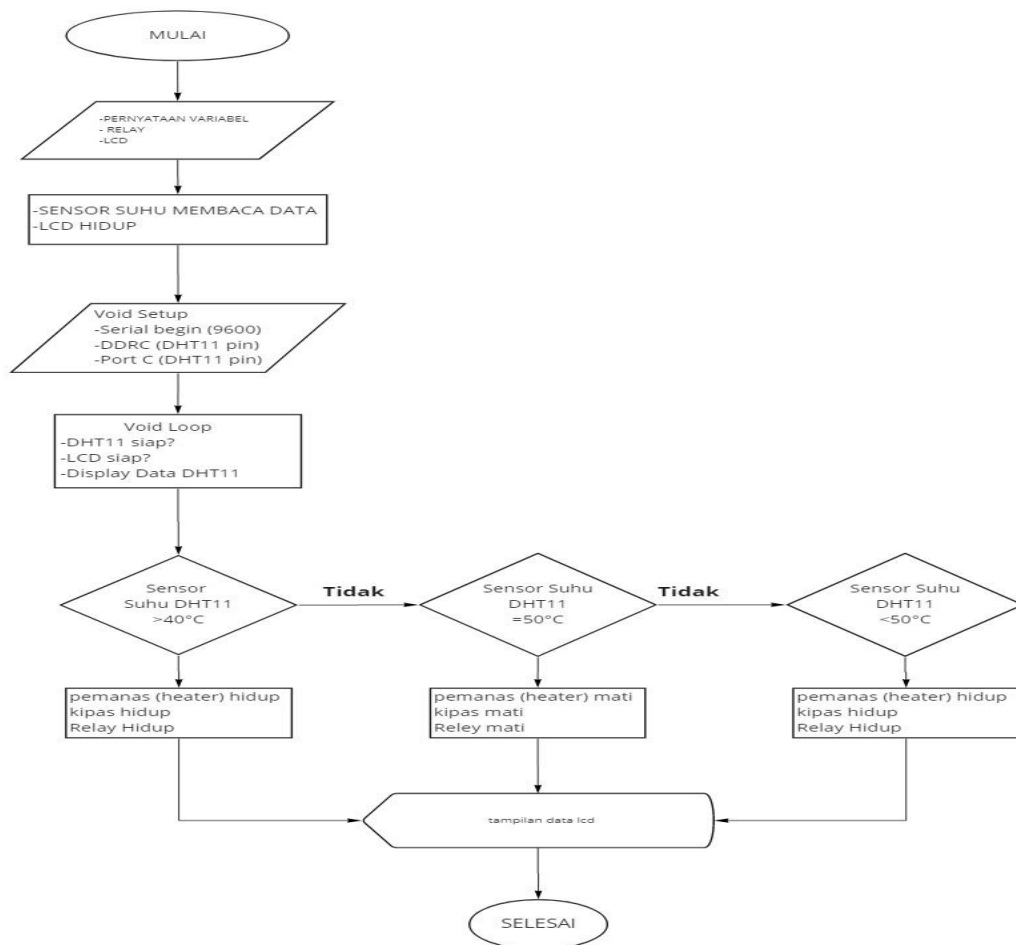 MULAI
-PERNYATAAN VARIABEL
- RELAY
-LCD
-SENSOR SUHU MEMBACA DATA
-LCD HIDUP
Void Setup
-Serial begin (9600)
-DDRC (DHT11 pin)
-Port C (DHT11 pin)
Void Loop
-DHT11 siap?
-LCD siap?
-Display Data DHT11
Sensor
Suhu DHT11
>40°C
Tidak
Sensor Suhu
DHT11
=50°C
Tidak
Sensor Suhu
DHT11
<50°C
pemanas (heater) hidup
kipas hidup
Relay Hidup
pemanas (heater) mati
kipas mati
Reley mati
pemanas (heater) hidup
kipas hidup
Relay Hidup
tampilan data lcd
SELESAI